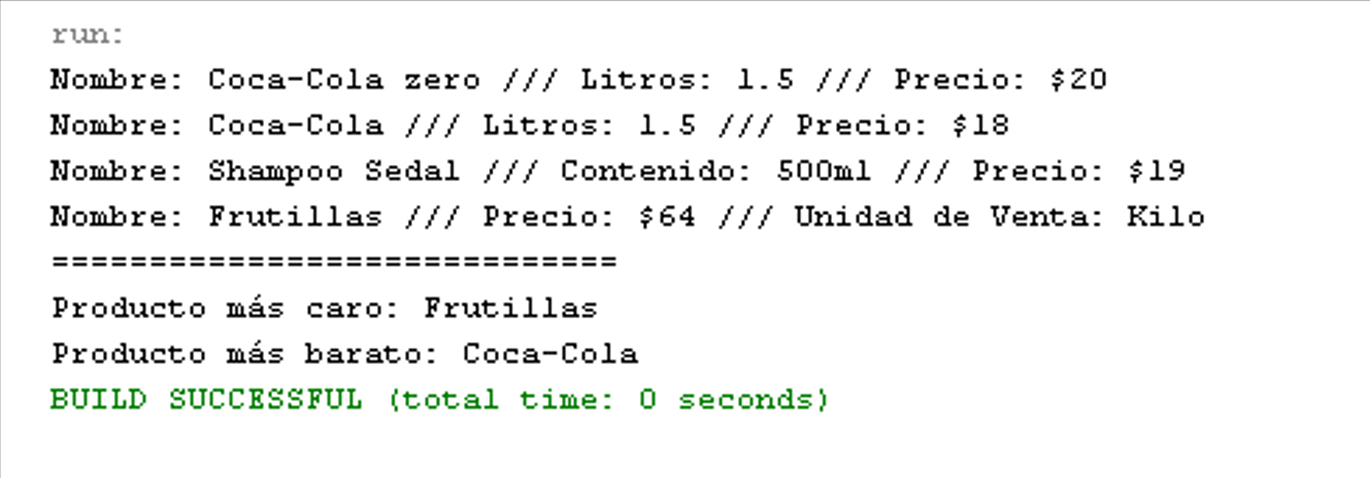 run:
Nombre: Coca-Cola zero /// Litros: 1.5 /// Precio: $20
Nombre: Coca-Cola /// Litros: 1.5 /// Precio: $18
Nombre: Shampoo Sedal /// Contenido: 500ml /// Precio: $19
Nombre: Frutillas /// Precio: $64 /// Unidad de Venta: Kilo
=============================
Producto más caro: Frutillas
Producto más barato: Coca-Cola
BUILD SUCCESSFUL (total time: 0 seconds)